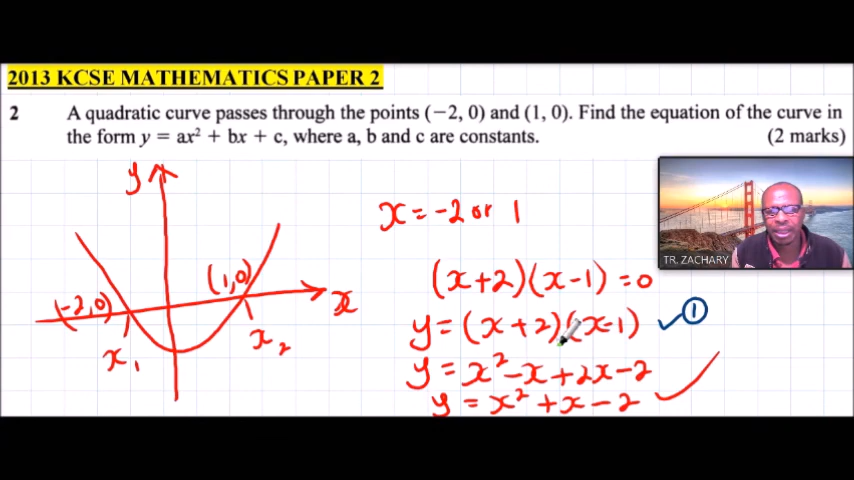 2013 KCSE MATHEMATICS PAPER 2
2 A quadratic curve passes through the points (−2, 0) and (1, 0). Find the equation of the curve in
the form y = ax² + bx + c, where a, b and c are constants. (2 marks)
y
x = -2 or 1
TR. ZACHARY
(1,0)
(x+2)(x-1) = 0
(-2,0)
x
y = (x+2)(x-1) ✓ 1
x₁
x₂
y = x² - x + 2x - 2
y = x² + x - 2 ✓